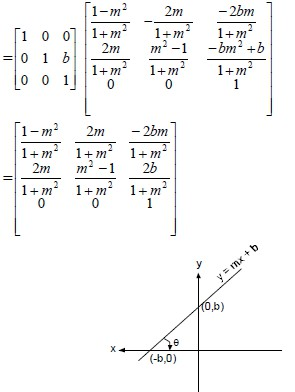 = [1 0 0; 0 1 b; 0 0 1] [(1−m²)/(1+m²) −2m/(1+m²) (−2bm)/(1+m²); 2m/(1+m²) (m²−1)/(1+m²) (−bm²+b)/(1+m²); 0 0 1]
= [(1−m²)/(1+m²) 2m/(1+m²) (−2bm)/(1+m²); 2m/(1+m²) (m²−1)/(1+m²) 2b/(1+m²); 0 0 1]
y
y = mx + b
(0,b)
θ
x
(-b,0)